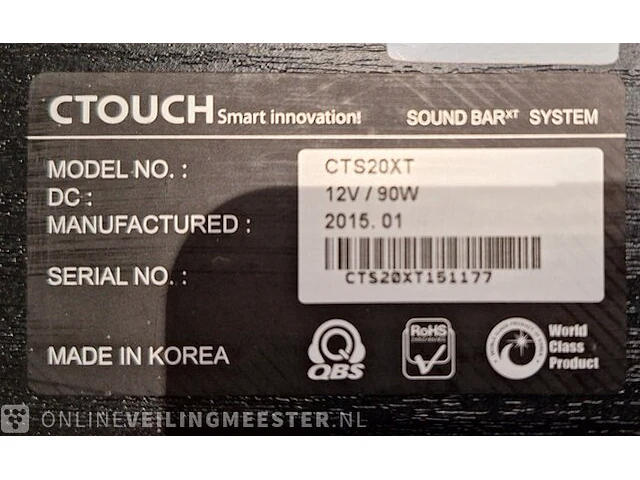 CTOUCH Smart innovation! SOUND BARXT SYSTEM
MODEL NO. : CTS20XT
DC : 12V / 90W
MANUFACTURED : 2015. 01
SERIAL NO. : CTS20XT151177
MADE IN KOREA
QBS
RoHS
World
Class
Product
ONLINEVEILINGMEESTER.NL